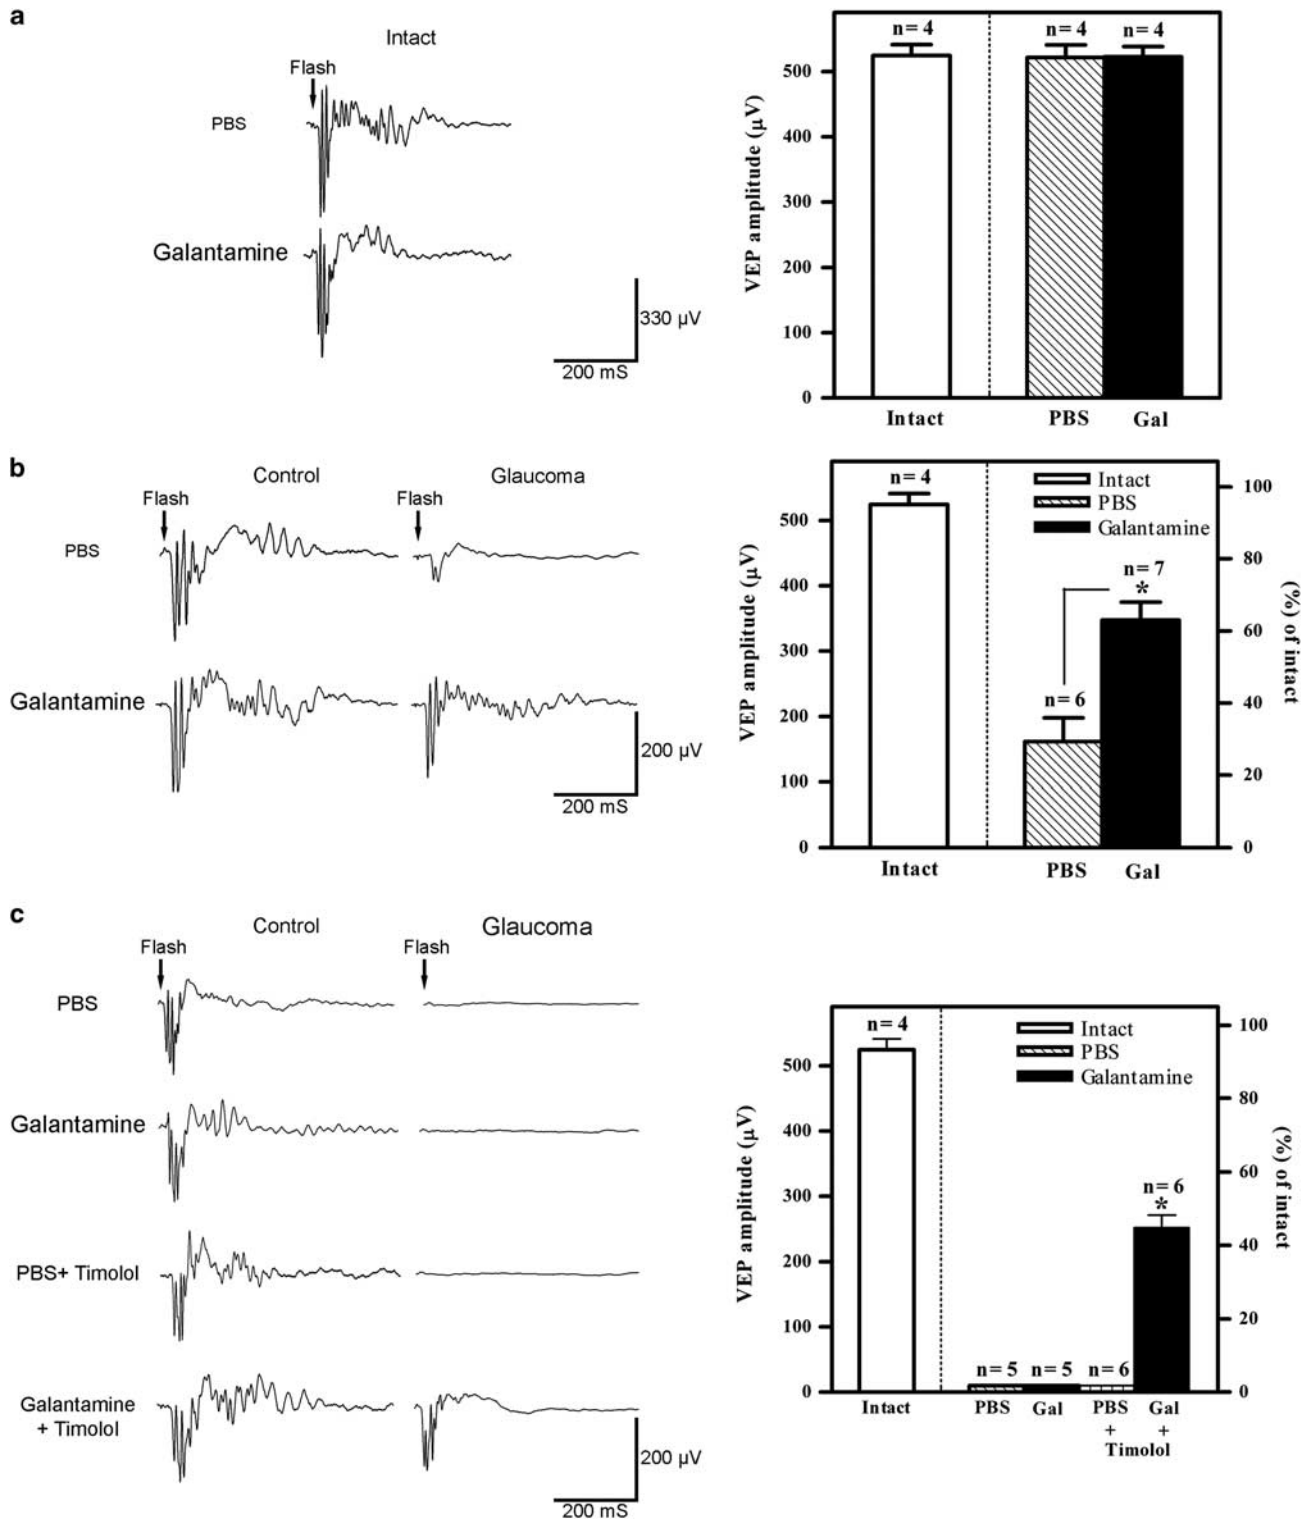 a
Intact
Flash
PBS
Galantamine
330 µV
200 mS
VEP amplitude (µV)
500
400
300
200
100
0
n= 4
n= 4
n= 4
Intact
PBS
Gal
b
Control
Glaucoma
Flash
Flash
PBS
Galantamine
200 µV
200 mS
VEP amplitude (µV)
500
400
300
200
100
0
n= 4
Intact
PBS
Galantamine
n= 7
*
n= 6
100
80
60
40
20
0
(%) of intact
Intact
PBS
Gal
c
Control
Glaucoma
Flash
Flash
PBS
Galantamine
PBS+ Timolol
Galantamine
+ Timolol
200 µV
200 mS
VEP amplitude (µV)
500
400
300
200
100
0
n= 4
Intact
PBS
Galantamine
n= 6
*
n= 5
n= 5
n= 6
100
80
60
40
20
0
(%) of intact
Intact
PBS
Gal
PBS
Gal
+
+
Timolol